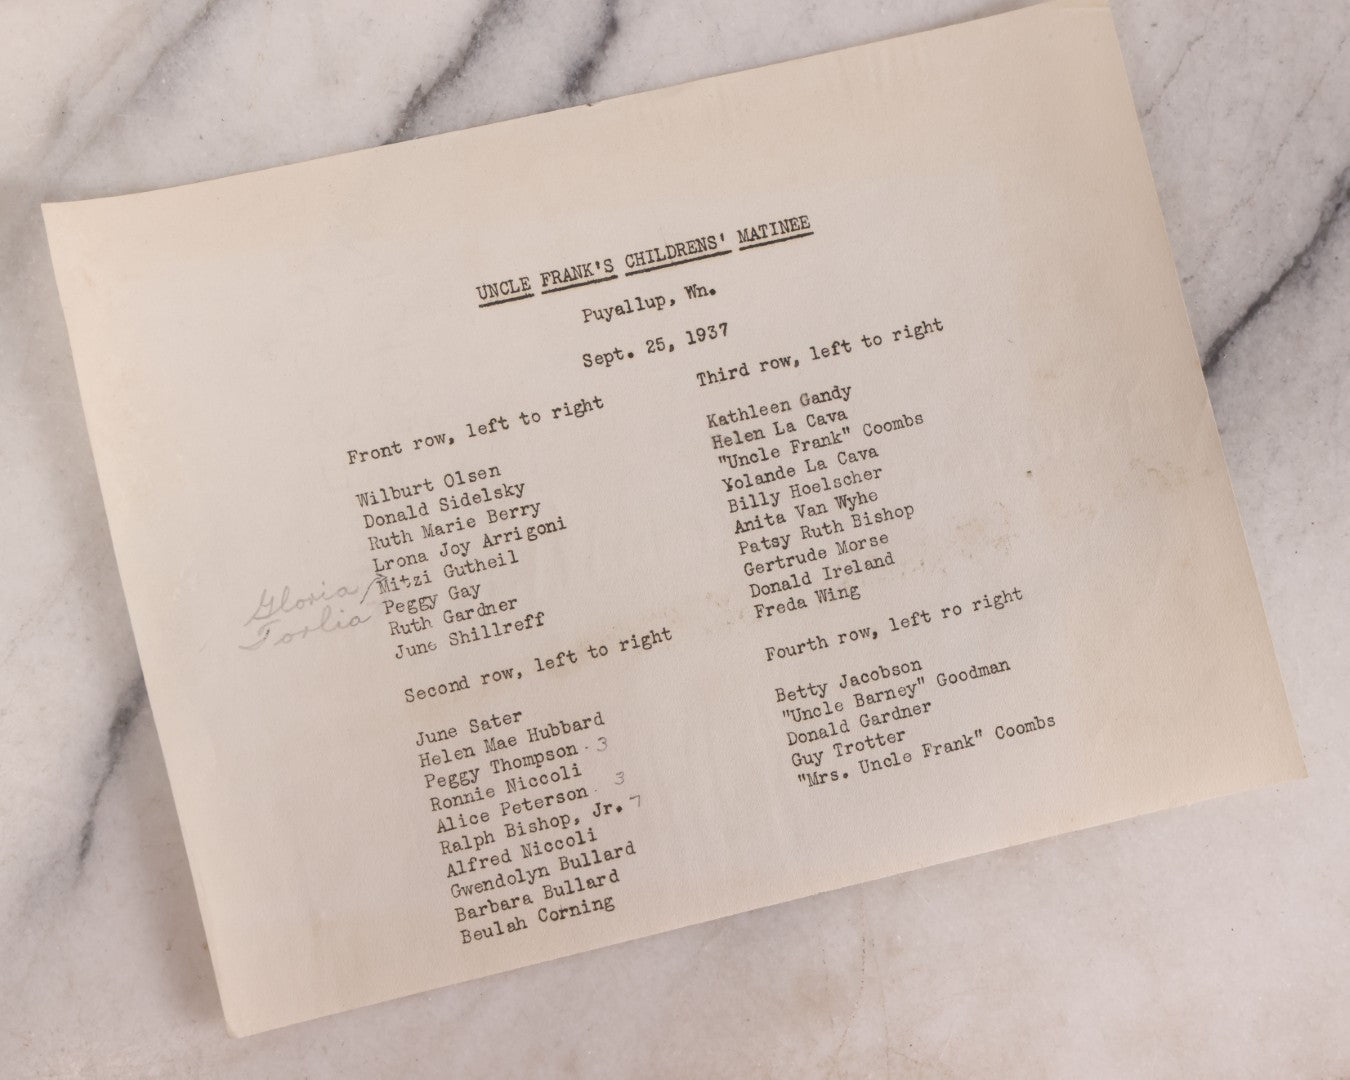 UNCLE FRANK'S CHILDRENS' MATINEE
Puyallup, Wn.
Sept. 25, 1937
Front row, left to right
Wilburt Olsen
Donald Sidelsky
Ruth Marie Berry
Lrona Joy Arrigoni
Mitzi Gutheil
Gloria
Torlia
Peggy Gay
Ruth Gardner
June Shillreff
Second row, left to right
June Sater
Helen Mae Hubbard
Peggy Thompson - 3
Ronnie Niccoli
Alice Peterson - 3
Ralph Bishop, Jr. 7
Alfred Niccoli
Gwendolyn Bullard
Barbara Bullard
Beulah Corning
Third row, left to right
Kathleen Gandy
Helen La Cava
"Uncle Frank" Coombs
Yolande La Cava
Billy Hoelscher
Anita Van Wyhe
Patsy Ruth Bishop
Gertrude Morse
Donald Ireland
Freda Wing
Fourth row, left ro right
Betty Jacobson
"Uncle Barney" Goodman
Donald Gardner
Guy Trotter
"Mrs. Uncle Frank" Coombs